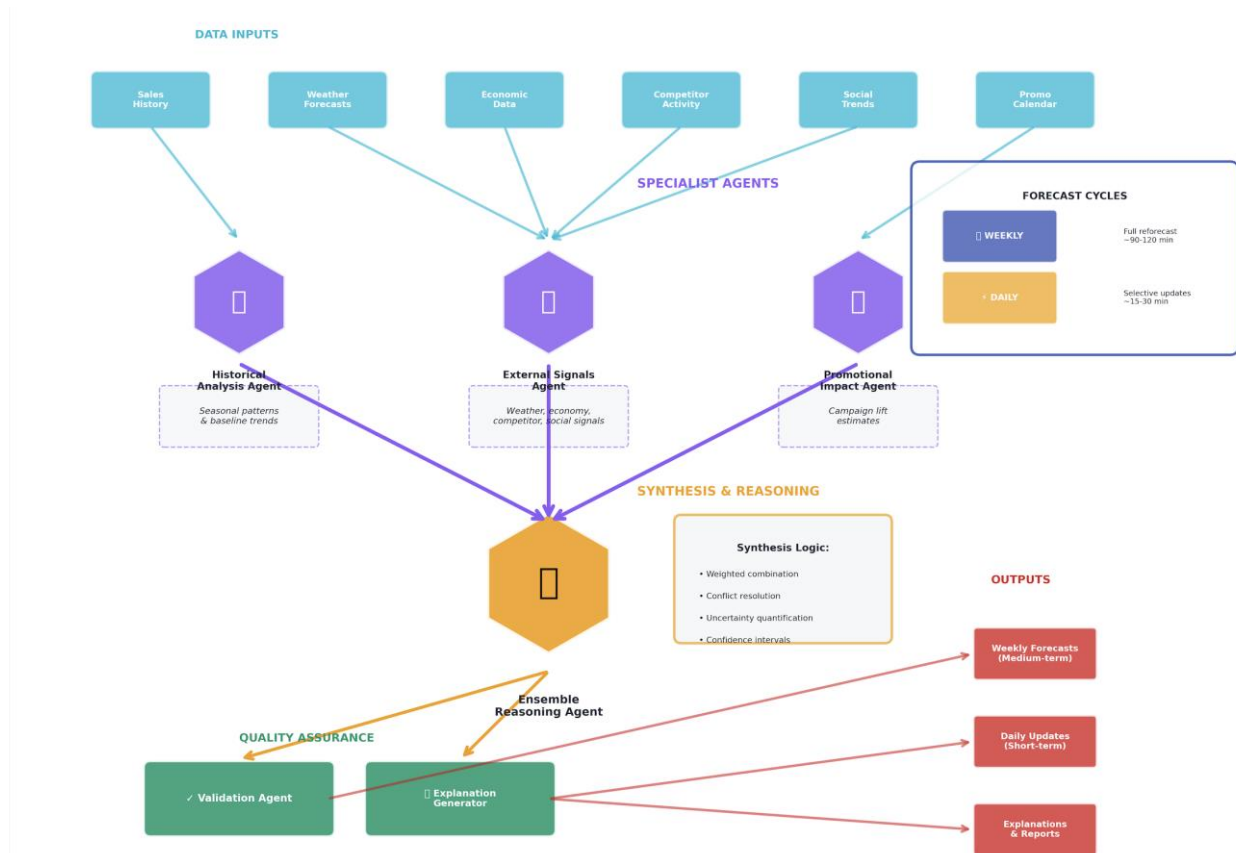 DATA INPUTS
Sales
History
Weather
Forecasts
Economic
Data
Competitor
Activity
Social
Trends
Promo
Calendar
SPECIALIST AGENTS
FORECAST CYCLES
WEEKLY
Full reforecast
~90-120 min
DAILY
Selective updates
~15-30 min
Historical
Analysis Agent
Seasonal patterns
& baseline trends
External Signals
Agent
Weather, economy,
competitor, social signals
Promotional
Impact Agent
Campaign lift
estimates
SYNTHESIS & REASONING
Synthesis Logic:
• Weighted combination
• Conflict resolution
• Uncertainty quantification
• Confidence intervals
Ensemble
Reasoning Agent
QUALITY ASSURANCE
✓ Validation Agent
Explanation
Generator
OUTPUTS
Weekly Forecasts
(Medium-term)
Daily Updates
(Short-term)
Explanations
& Reports